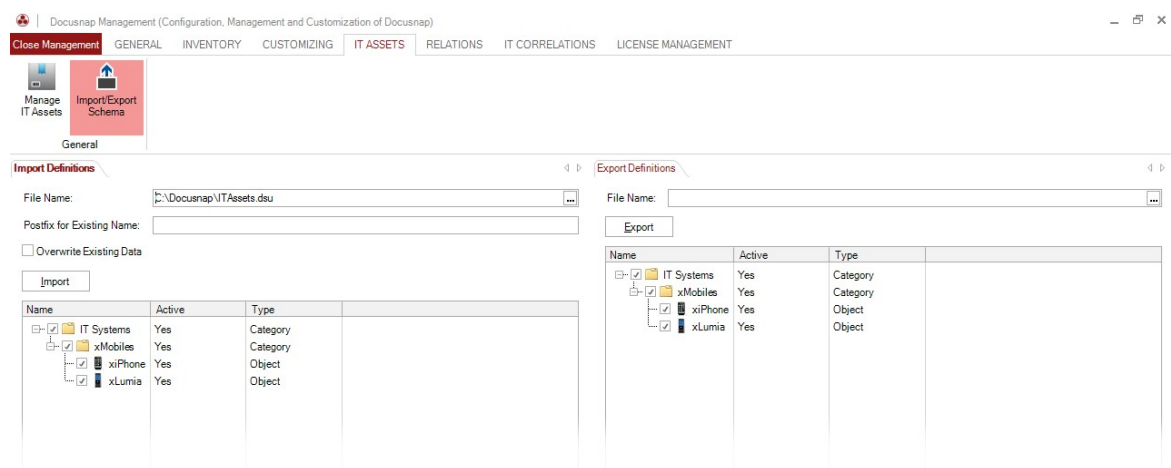 Docusnap Management (Configuration, Management and Customization of Docusnap)
Close Management GENERAL INVENTORY CUSTOMIZING IT ASSETS RELATIONS IT CORRELATIONS LICENSE MANAGEMENT
Manage IT Assets
Import/Export Schema
General
Import Definitions
File Name: C:\Docusnap\ITAssets.dsu ...
Postfix for Existing Name:
Overwrite Existing Data
Import
Name Active Type
IT Systems Yes Category
xMobiles Yes Category
xiPhone Yes Object
xLumia Yes Object
Export Definitions
File Name: ...
Export
Name Active Type
IT Systems Yes Category
xMobiles Yes Category
xiPhone Yes Object
xLumia Yes Object